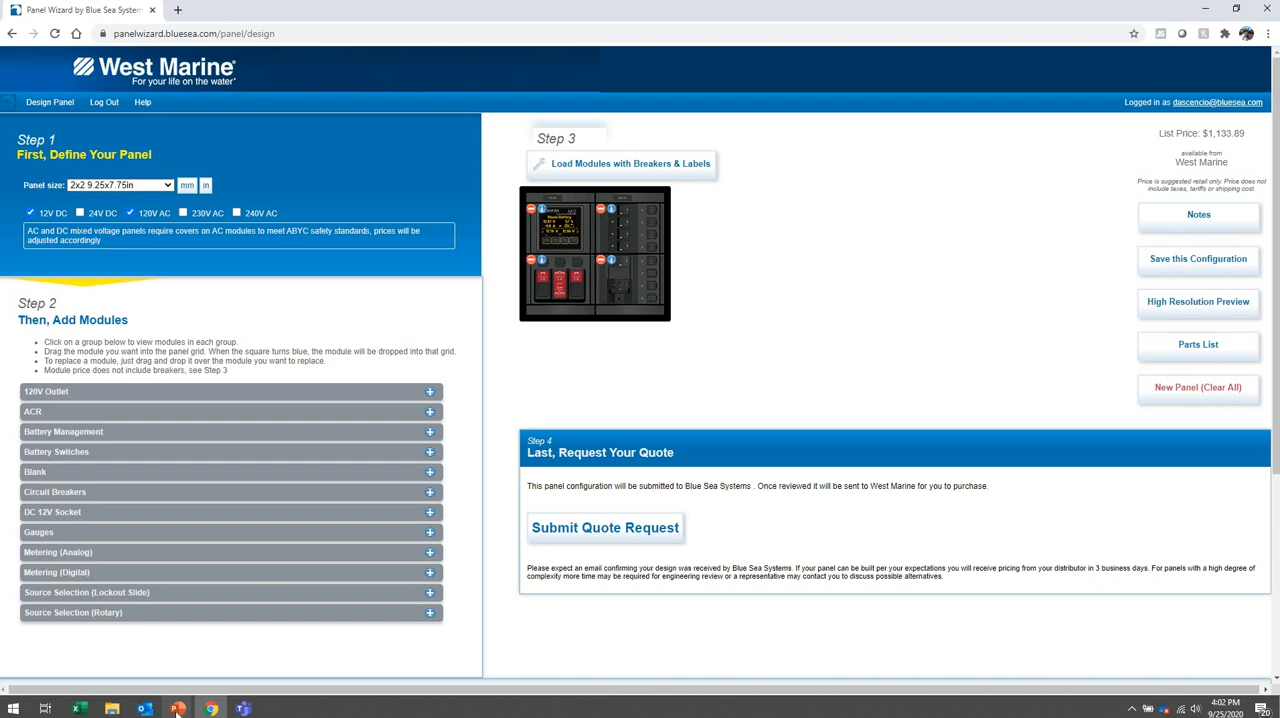 Panel Wizard by Blue Sea System
panelwizard.bluesea.com/panel/design
West Marine
For your life on the water
Design Panel
Log Out
Help
Logged in as dascencio@bluesea.com
Step 1
First, Define Your Panel
Panel size:
2x2 9.25x7.75in
mm
in
12V DC
24V DC
120V AC
230V AC
240V AC
AC and DC mixed voltage panels require covers on AC modules to meet ABYC safety standards, prices will be
adjusted accordingly
Step 2
Then, Add Modules
Click on a group below to view modules in each group.
Drag the module you want into the panel grid. When the square turns blue, the module will be dropped into that grid.
To replace a module, just drag and drop it over the module you want to replace.
Module price does not include breakers, see Step 3
120V Outlet
ACR
Battery Management
Battery Switches
Blank
Circuit Breakers
DC 12V Socket
Gauges
Metering (Analog)
Metering (Digital)
Source Selection (Lockout Slide)
Source Selection (Rotary)
Step 3
Load Modules with Breakers & Labels
List Price: $1,133.89
available from
West Marine
Price is suggested retail only. Price does not
include taxes, tariffs or shipping cost.
Notes
Save this Configuration
High Resolution Preview
Parts List
New Panel (Clear All)
Step 4
Last, Request Your Quote
This panel configuration will be submitted to Blue Sea Systems . Once reviewed it will be sent to West Marine for you to purchase.
Submit Quote Request
Please expect an email confirming your design was received by Blue Sea Systems. If your panel can be built per your expectations you will receive pricing from your distributor in 3 business days. For panels with a high degree of
complexity more time may be required for engineering review or a representative may contact you to discuss possible alternatives.
4:02 PM
9/25/2020
20